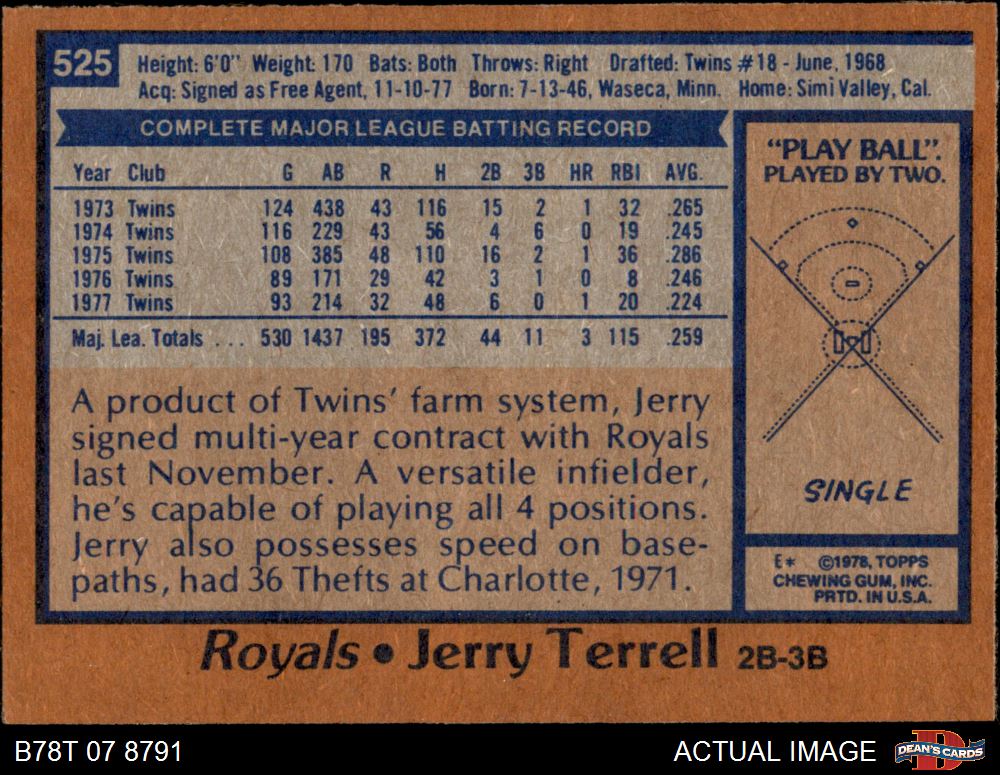 525
Height: 6'0" Weight: 170 Bats: Both Throws: Right Drafted: Twins #18 - June, 1968
Acq: Signed as Free Agent, 11-10-77 Born: 7-13-46, Waseca, Minn. Home: Simi Valley, Cal.
COMPLETE MAJOR LEAGUE BATTING RECORD
Year Club G AB R H 2B 3B HR RBI AVG.
1973 Twins 124 438 43 116 15 2 1 32 .265
1974 Twins 116 229 43 56 4 6 0 19 .245
1975 Twins 108 385 48 110 16 2 1 36 .286
1976 Twins 89 171 29 42 3 1 0 8 .246
1977 Twins 93 214 32 48 6 0 1 20 .224
Maj. Lea. Totals . . . 530 1437 195 372 44 11 3 115 .259
A product of Twins' farm system, Jerry
signed multi-year contract with Royals
last November. A versatile infielder,
he's capable of playing all 4 positions.
Jerry also possesses speed on base-
paths, had 36 Thefts at Charlotte, 1971.
"PLAY BALL".
PLAYED BY TWO.
SINGLE
E* ©1978, TOPPS
CHEWING GUM, INC.
PRTD. IN U.S.A.
Royals • Jerry Terrell 2B-3B
B78T 07 8791
ACTUAL IMAGE
DEAN'S CARDS